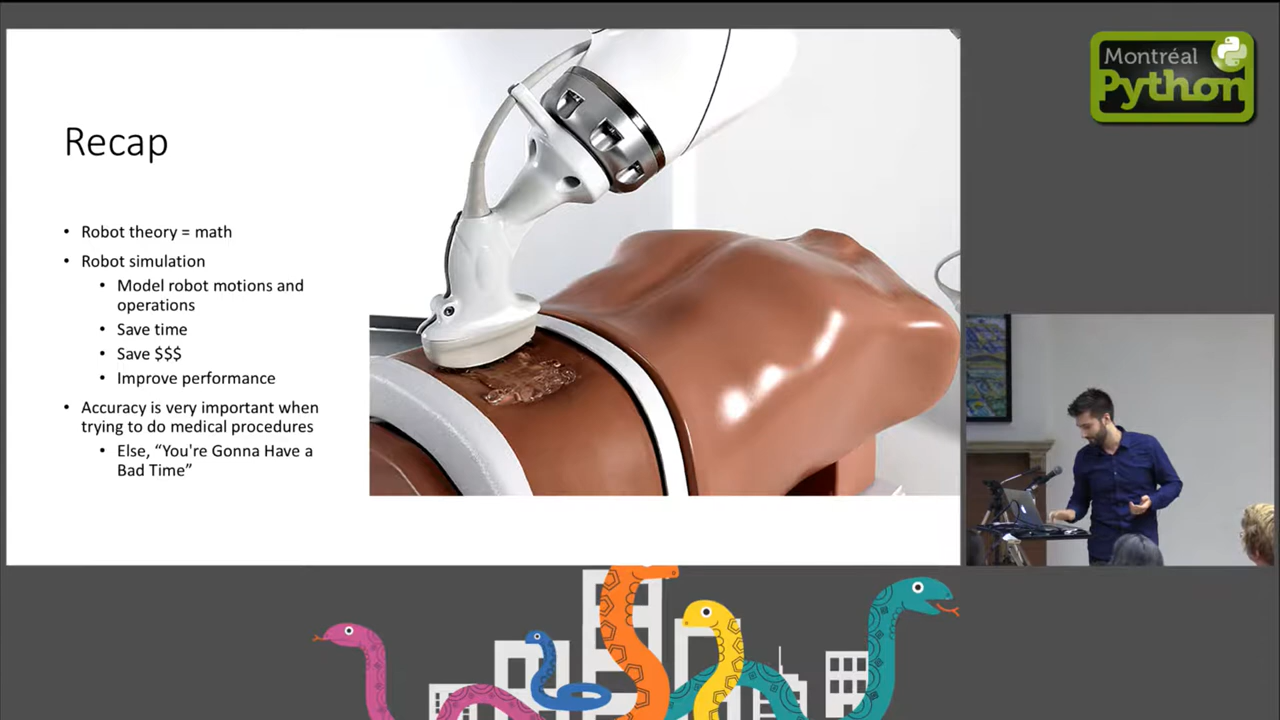 Recap
• Robot theory = math
• Robot simulation
• Model robot motions and
operations
• Save time
• Save $$$
• Improve performance
• Accuracy is very important when
trying to do medical procedures
• Else, “You're Gonna Have a
Bad Time”
Montréal
Python